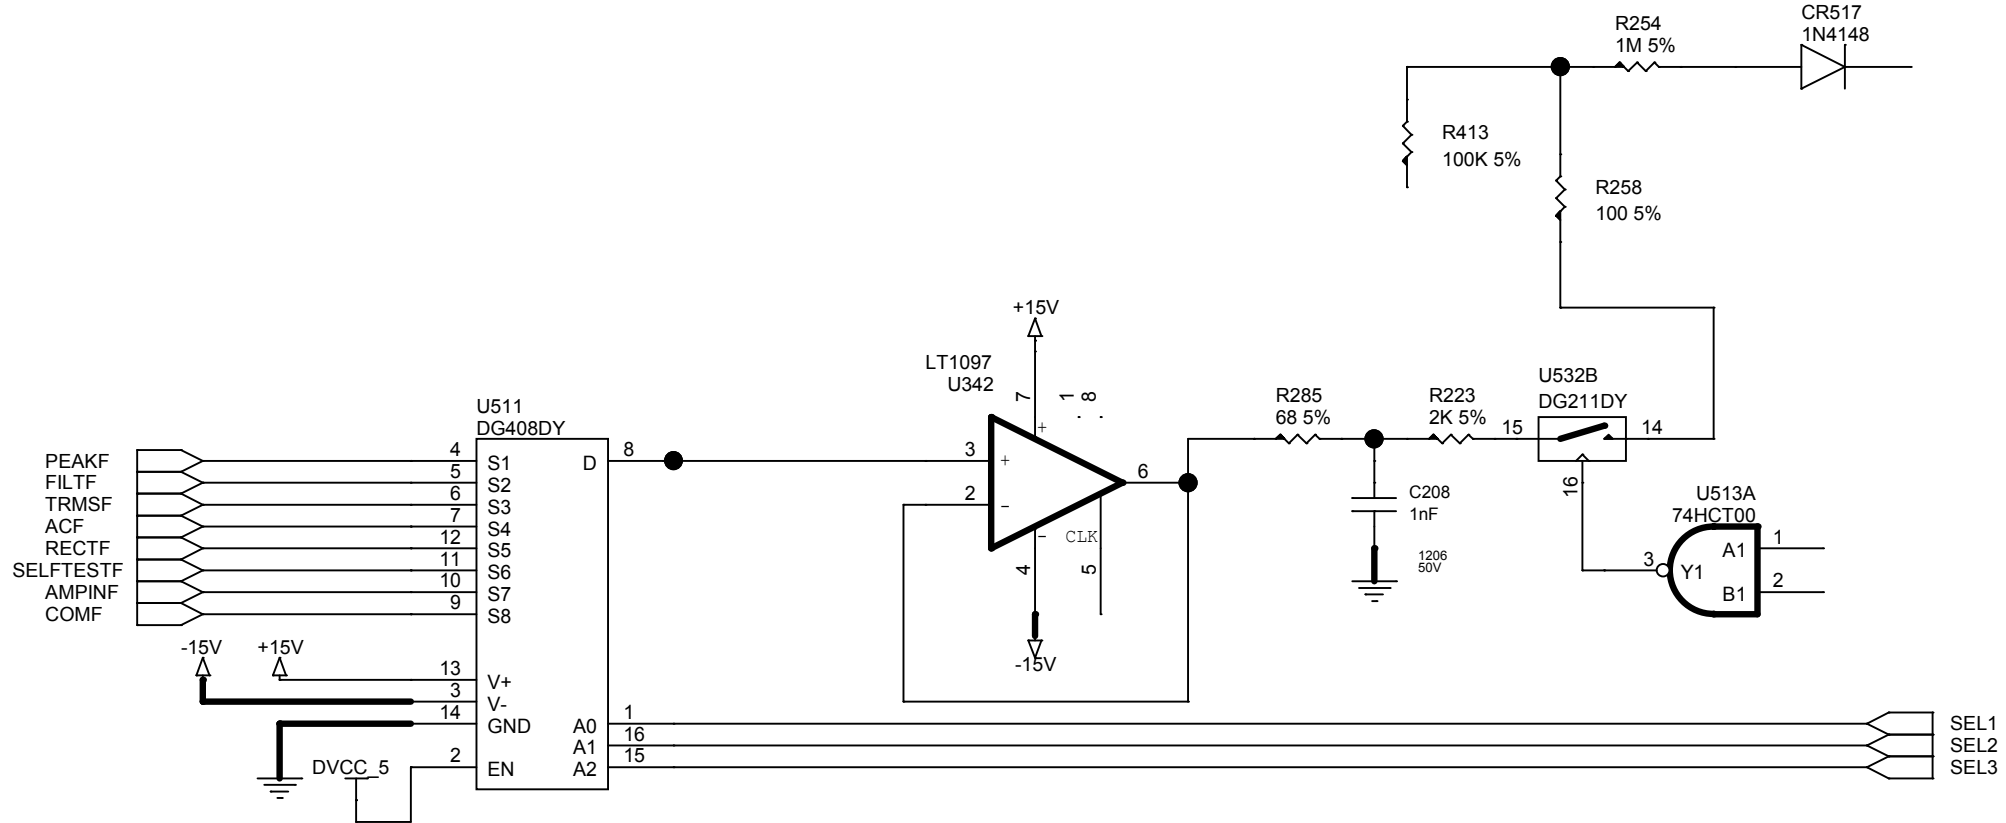 CR517
1N4148
R254
1M 5%
R413
100K 5%
R258
100 5%
+15V
LT1097
U342
7
1
8
+
3
+
2
-
6
-
CLK
4
5
-15V
U532B
DG211DY
15
14
16
R285
68 5%
R223
2K 5%
C208
1nF
1206
50V
U513A
74HCT00
A1
1
3
Y1
B1
2
U511
DG408DY
PEAKF
4
S1
D
8
FILTF
5
S2
TRMSF
6
S3
ACF
7
S4
RECTF
12
S5
SELFTESTF
11
S6
AMPINF
10
S7
COMF
9
S8
-15V
+15V
13
V+
3
V-
14
GND
A0
1
SEL1
A1
16
SEL2
DVCC_5
2
EN
A2
15
SEL3